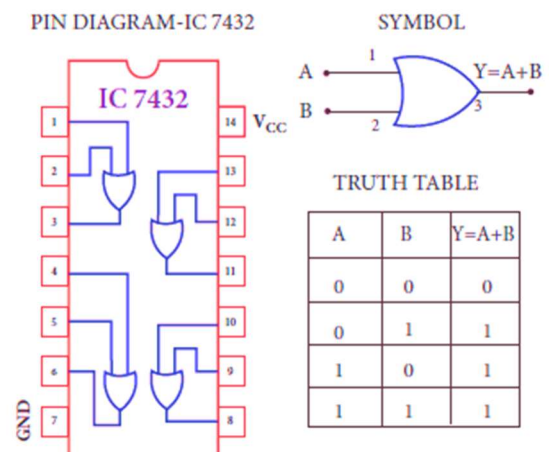 PIN DIAGRAM-IC 7432
IC 7432
1
2
3
4
5
6
7
GND
14 V_CC
13
12
11
10
9
8
SYMBOL
A 1
B 2
Y=A+B
3
TRUTH TABLE
A B Y=A+B
0 0 0
0 1 1
1 0 1
1 1 1